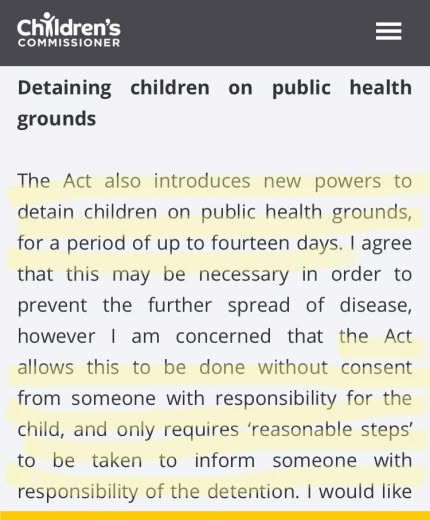 Children's
COMMISSIONER
Detaining children on public health
grounds
The Act also introduces new powers to
detain children on public health grounds,
for a period of up to fourteen days. I agree
that this may be necessary in order to
prevent the further spread of disease,
however I am concerned that the Act
allows this to be done without consent
from someone with responsibility for the
child, and only requires ‘reasonable steps’
to be taken to inform someone with
responsibility of the detention. I would like